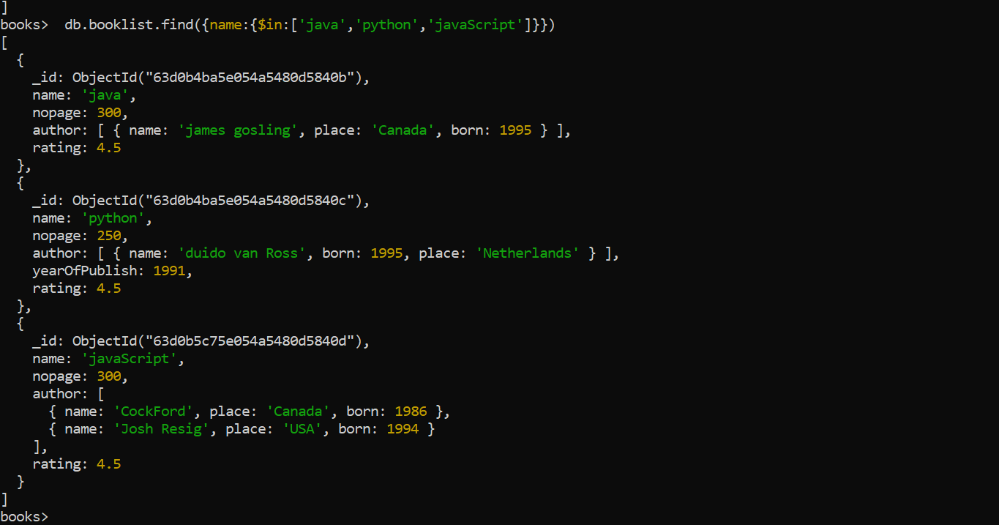 ]
books>  db.booklist.find({name:{$in:['java','python','javaScript']}})
[
  {
    _id: ObjectId("63d0b4ba5e054a5480d5840b"),
    name: 'java',
    nopage: 300,
    author: [ { name: 'james gosling', place: 'Canada', born: 1995 } ],
    rating: 4.5
  },
  {
    _id: ObjectId("63d0b4ba5e054a5480d5840c"),
    name: 'python',
    nopage: 250,
    author: [ { name: 'duido van Ross', born: 1995, place: 'Netherlands' } ],
    yearOfPublish: 1991,
    rating: 4.5
  },
  {
    _id: ObjectId("63d0b5c75e054a5480d5840d"),
    name: 'javaScript',
    nopage: 300,
    author: [
      { name: 'CockFord', place: 'Canada', born: 1986 },
      { name: 'Josh Resig', place: 'USA', born: 1994 }
    ],
    rating: 4.5
  }
]
books>